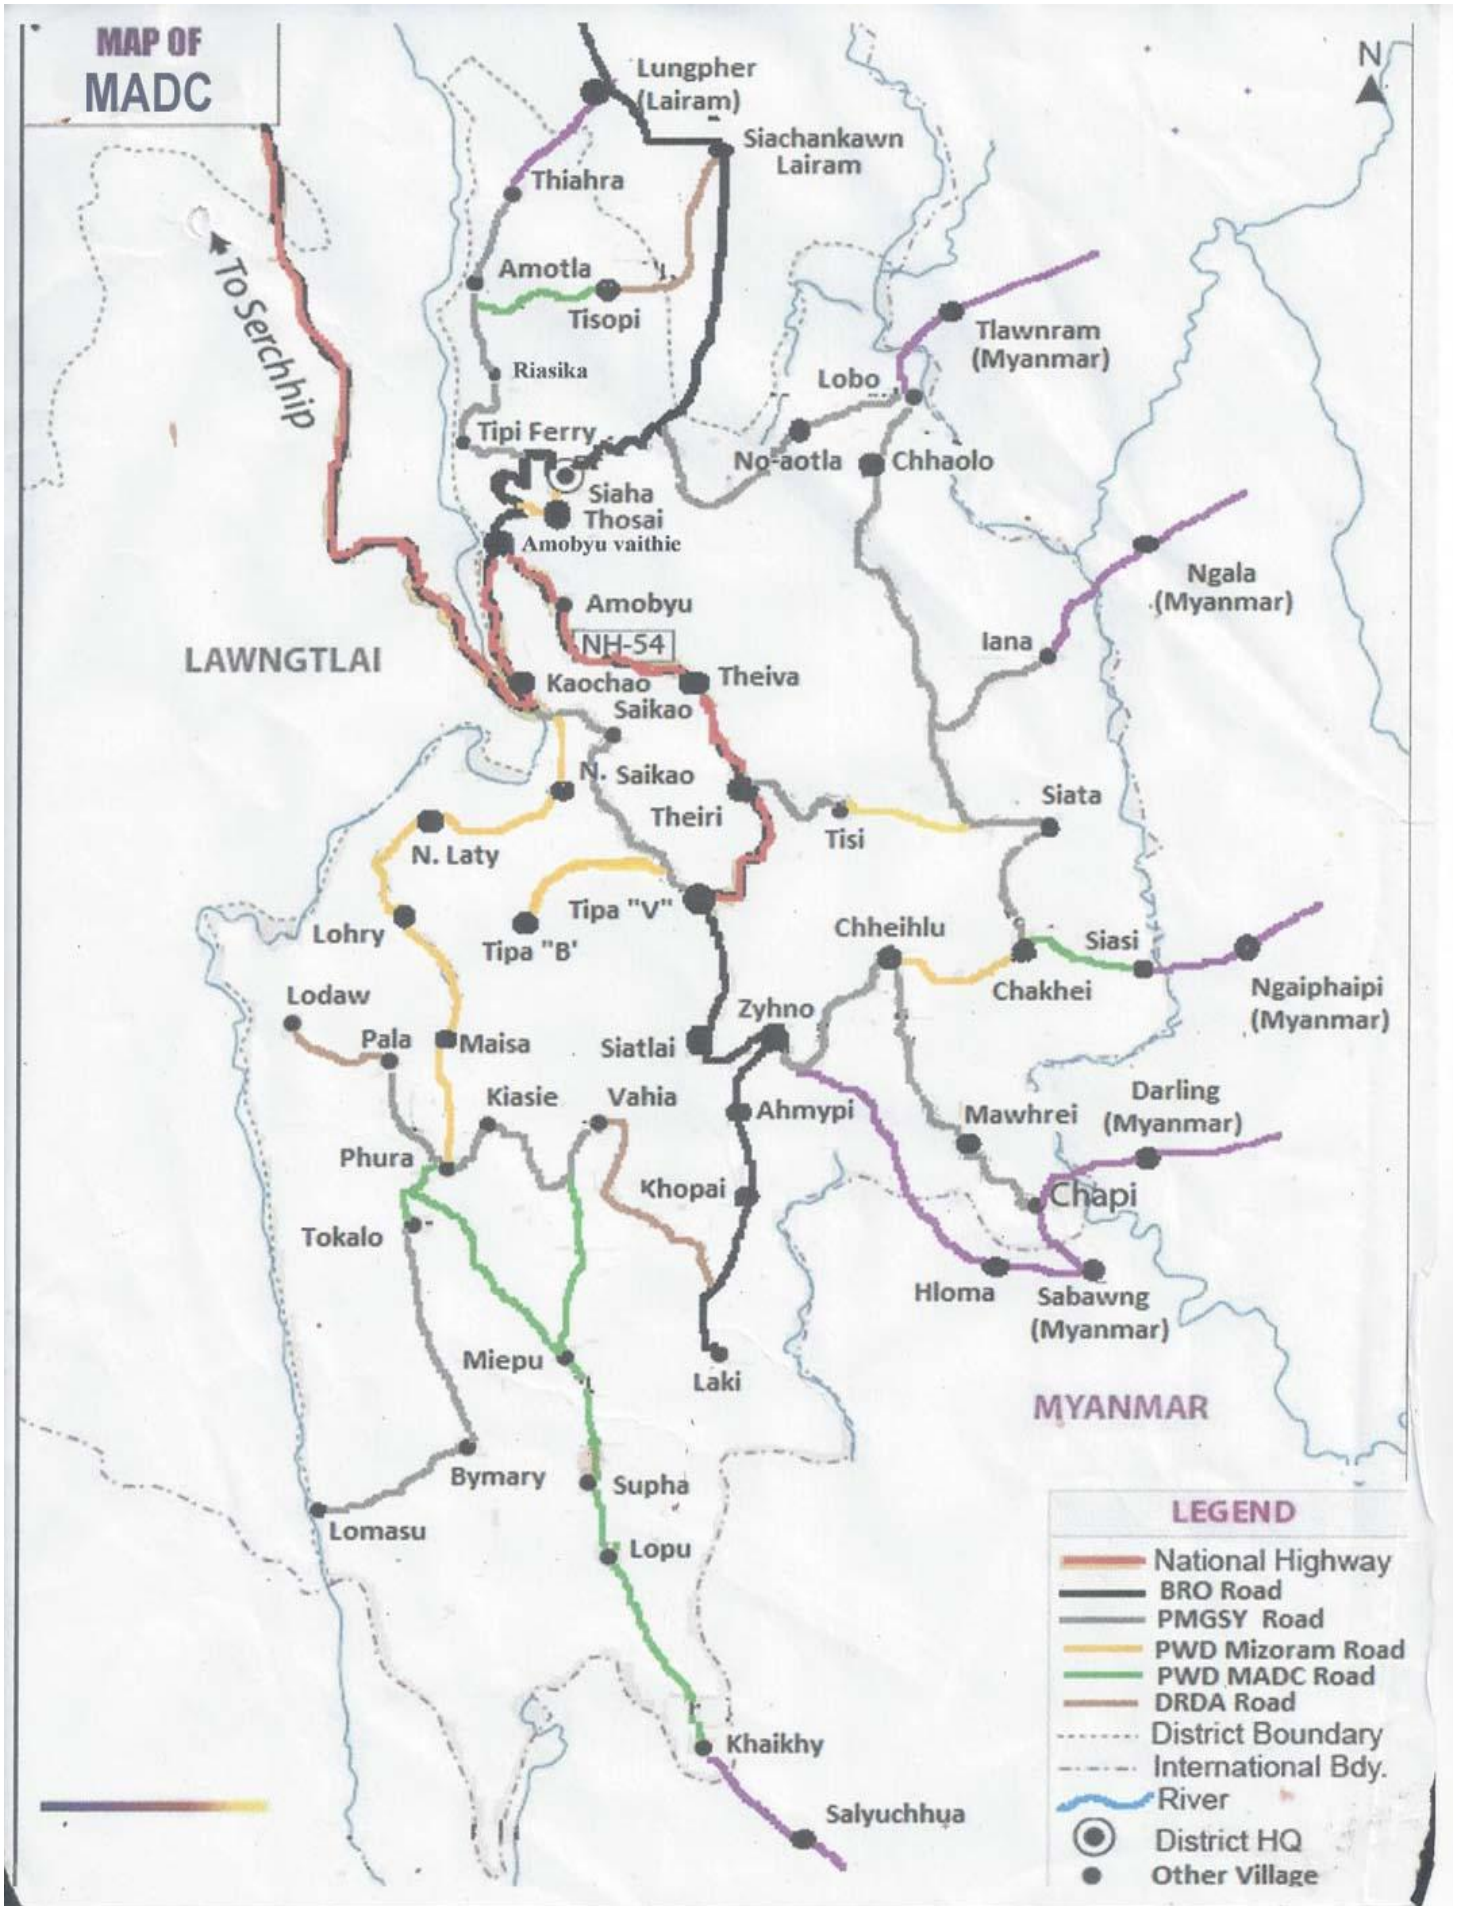 MAP OF
MADC
N
Lungpher
(Lairam)
Siachankawn
Lairam
Thiahra
To Serchhip
Amotla
Tisopi
Tlawnram
(Myanmar)
Riasika
Lobo
Tipi Ferry
No-aotla
Chhaolo
Siaha
Thosai
Amobyu vaithie
Ngala
(Myanmar)
Amobyu
NH-54
Iana
LAWNGTLAI
Kaochao
Theiva
Saikao
N. Saikao
Theiri
Siata
Tisi
N. Laty
Tipa "V"
Lohry
Tipa "B'
Chheihlu
Siasi
Chakhei
Ngaiphaipi
(Myanmar)
Lodaw
Zyhno
Pala
Maisa
Siatlai
Kiasie
Vahia
Ahmypi
Mawhrei
Darling
(Myanmar)
Phura
Khopai
Chapi
Tokalo
Hloma
Sabawng
(Myanmar)
Miepu
Laki
MYANMAR
Bymary
Supha
Lomasu
Lopu
Khaikhy
Salyuchhua
LEGEND
National Highway
BRO Road
PMGSY Road
PWD Mizoram Road
PWD MADC Road
DRDA Road
District Boundary
International Bdy.
River
District HQ
Other Village